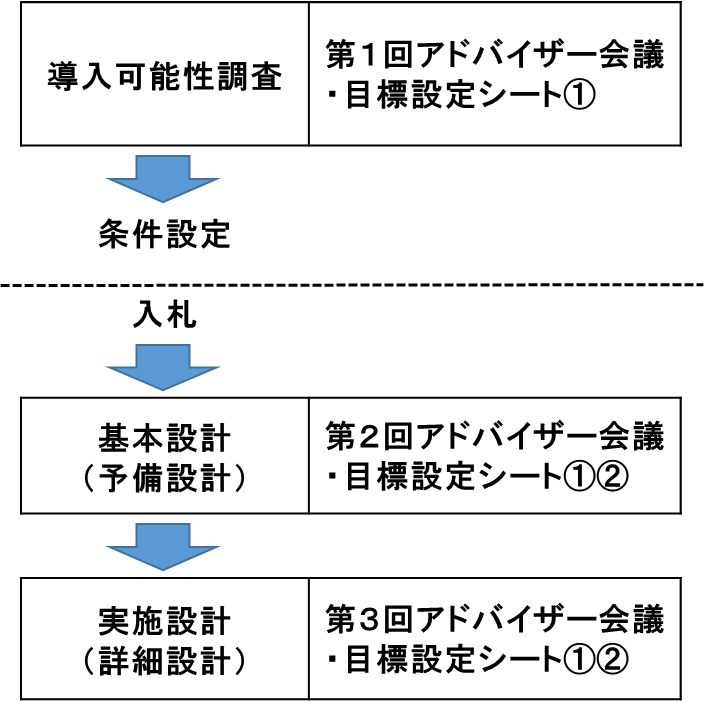 導入可能性調査
第1回アドバイザー会議
・目標設定シート①
条件設定
入札
基本設計
（予備設計）
第2回アドバイザー会議
・目標設定シート①②
実施設計
（詳細設計）
第3回アドバイザー会議
・目標設定シート①②